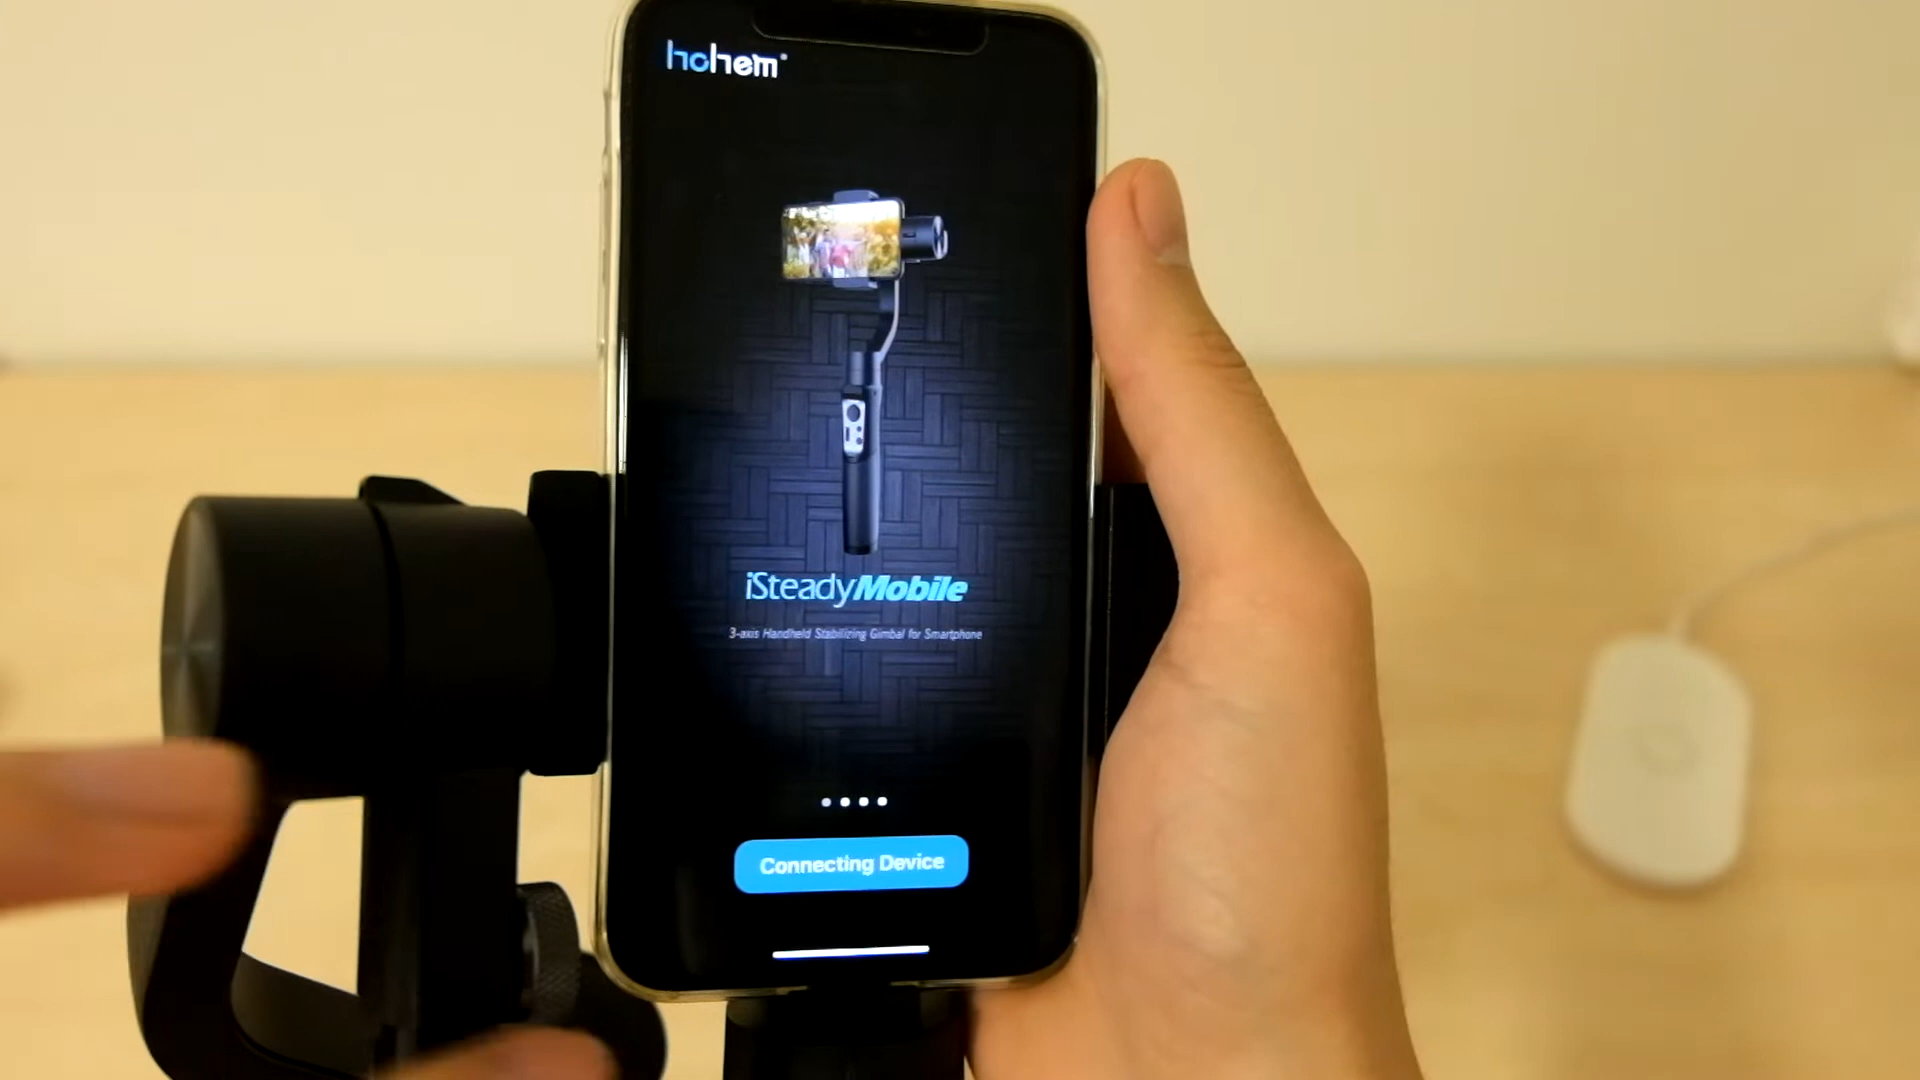 hohem
iSteadyMobile
3-axis Handheld Stabilizing Gimbal for Smartphone
Connecting Device